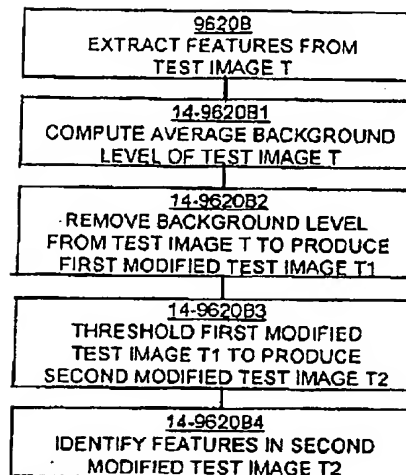 9620B
EXTRACT FEATURES FROM
TEST IMAGE T
14-9620B1
COMPUTE AVERAGE BACKGROUND
LEVEL OF TEST IMAGE T
14-9620B2
REMOVE BACKGROUND LEVEL
FROM TEST IMAGE T TO PRODUCE
FIRST MODIFIED TEST IMAGE T1
14-9620B3
THRESHOLD FIRST MODIFIED
TEST IMAGE T1 TO PRODUCE
SECOND MODIFIED TEST IMAGE T2
14-9620B4
IDENTIFY FEATURES IN SECOND
MODIFIED TEST IMAGE T2